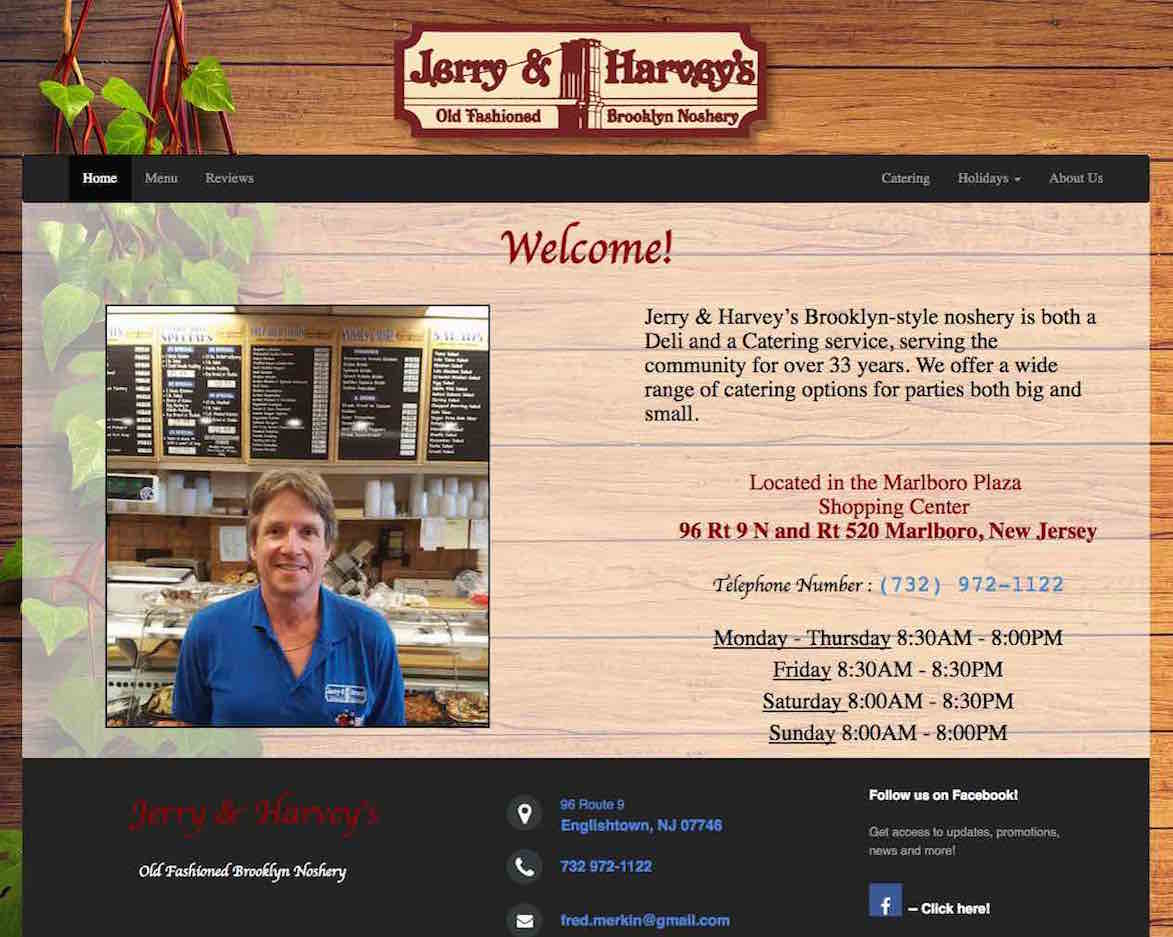 Jerry & Harvey's
Old Fashioned Brooklyn Noshery
Home Menu Reviews Catering Holidays About Us
Welcome!
SPECIALS
SALADS
Jerry & Harvey’s Brooklyn-style noshery is both a
Deli and a Catering service, serving the
community for over 33 years. We offer a wide
range of catering options for parties both big and
small.
Located in the Marlboro Plaza
Shopping Center
96 Rt 9 N and Rt 520 Marlboro, New Jersey
Telephone Number : (732) 972-1122
Monday - Thursday 8:30AM - 8:00PM
Friday 8:30AM - 8:30PM
Saturday 8:00AM - 8:30PM
Sunday 8:00AM - 8:00PM
Jerry & Harvey's
Old Fashioned Brooklyn Noshery
96 Route 9
Englishtown, NJ 07746
732 972-1122
fred.merkin@gmail.com
Follow us on Facebook!
Get access to updates, promotions,
news and more!
f – Click here!